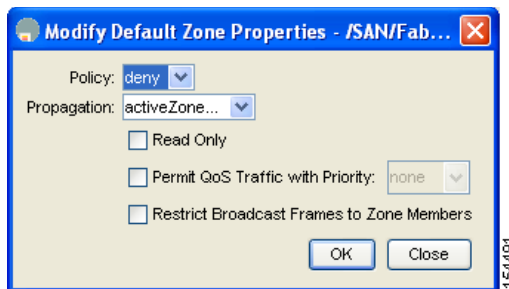 Modify Default Zone Properties - /SAN/Fab...
Policy: deny
Propagation: activeZone...
Read Only
Permit QoS Traffic with Priority: none
Restrict Broadcast Frames to Zone Members
OK Close
154491